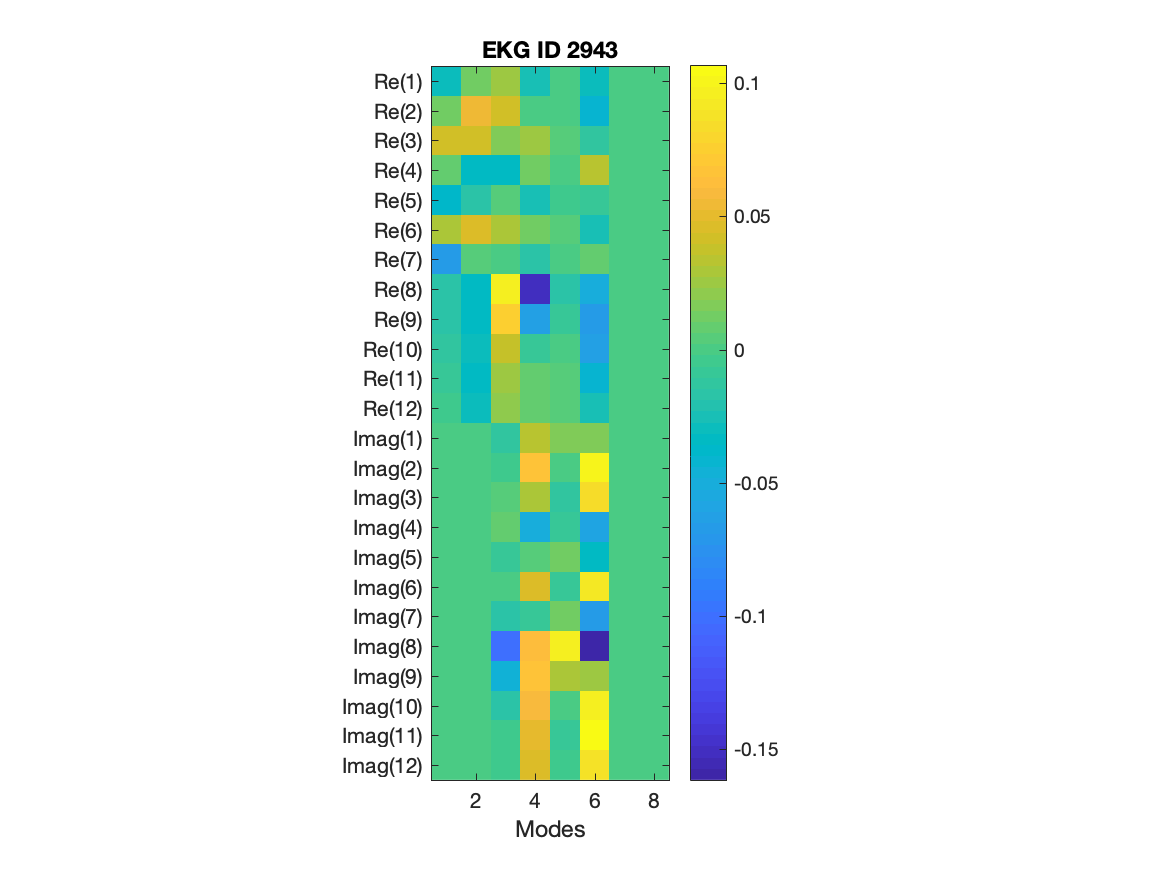 EKG ID 2943
Re(1)
Re(2)
Re(3)
Re(4)
Re(5)
Re(6)
Re(7)
Re(8)
Re(9)
Re(10)
Re(11)
Re(12)
Imag(1)
Imag(2)
Imag(3)
Imag(4)
Imag(5)
Imag(6)
Imag(7)
Imag(8)
Imag(9)
Imag(10)
Imag(11)
Imag(12)
2 4 6 8
Modes
0.1
0.05
0
-0.05
-0.1
-0.15